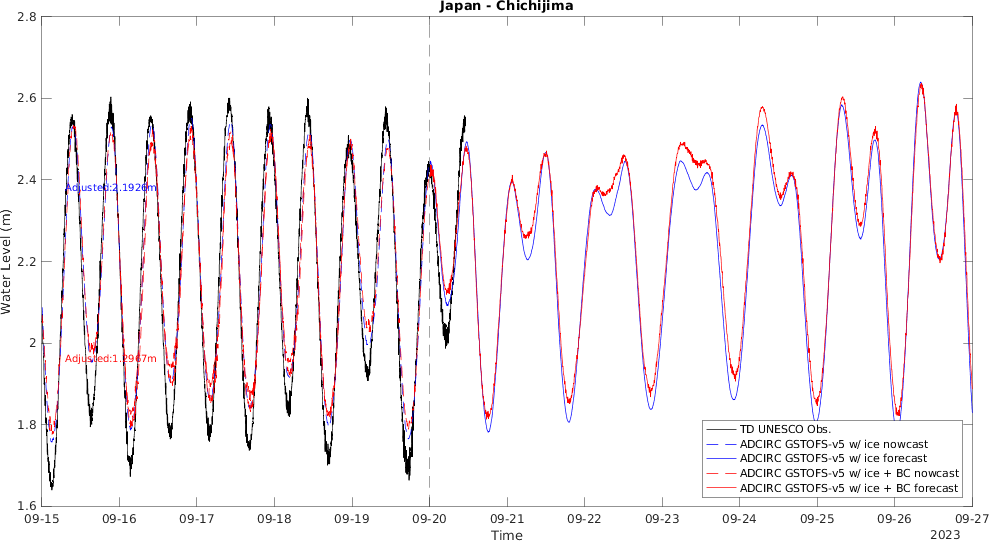 Japan - Chichijima
2.8
2.6
2.4
2.2
2
1.8
1.6
Water Level (m)
Adjusted:2.1926m
Adjusted:1.2967m
TD UNESCO Obs.
ADCIRC GSTOFS-v5 w/ ice nowcast
ADCIRC GSTOFS-v5 w/ ice forecast
ADCIRC GSTOFS-v5 w/ ice + BC nowcast
ADCIRC GSTOFS-v5 w/ ice + BC forecast
09-15 09-16 09-17 09-18 09-19 09-20 09-21 09-22 09-23 09-24 09-25 09-26 09-27
Time
2023